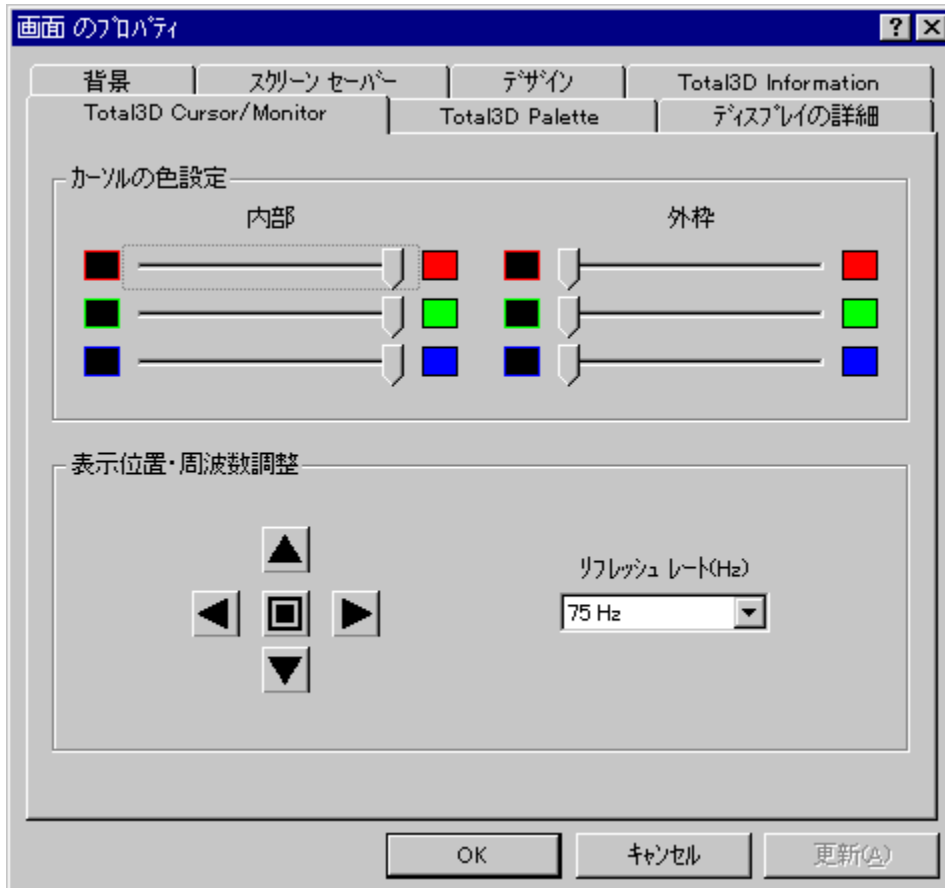 画面 のプロパティ
背景 スクリーン セーバー デザイン Total3D Information
Total3D Cursor/Monitor Total3D Palette ディスプレイの詳細
カーソルの色設定
内部 外枠
表示位置・周波数調整
リフレッシュ レート(Hz)
75 Hz
OK キャンセル 更新(A)